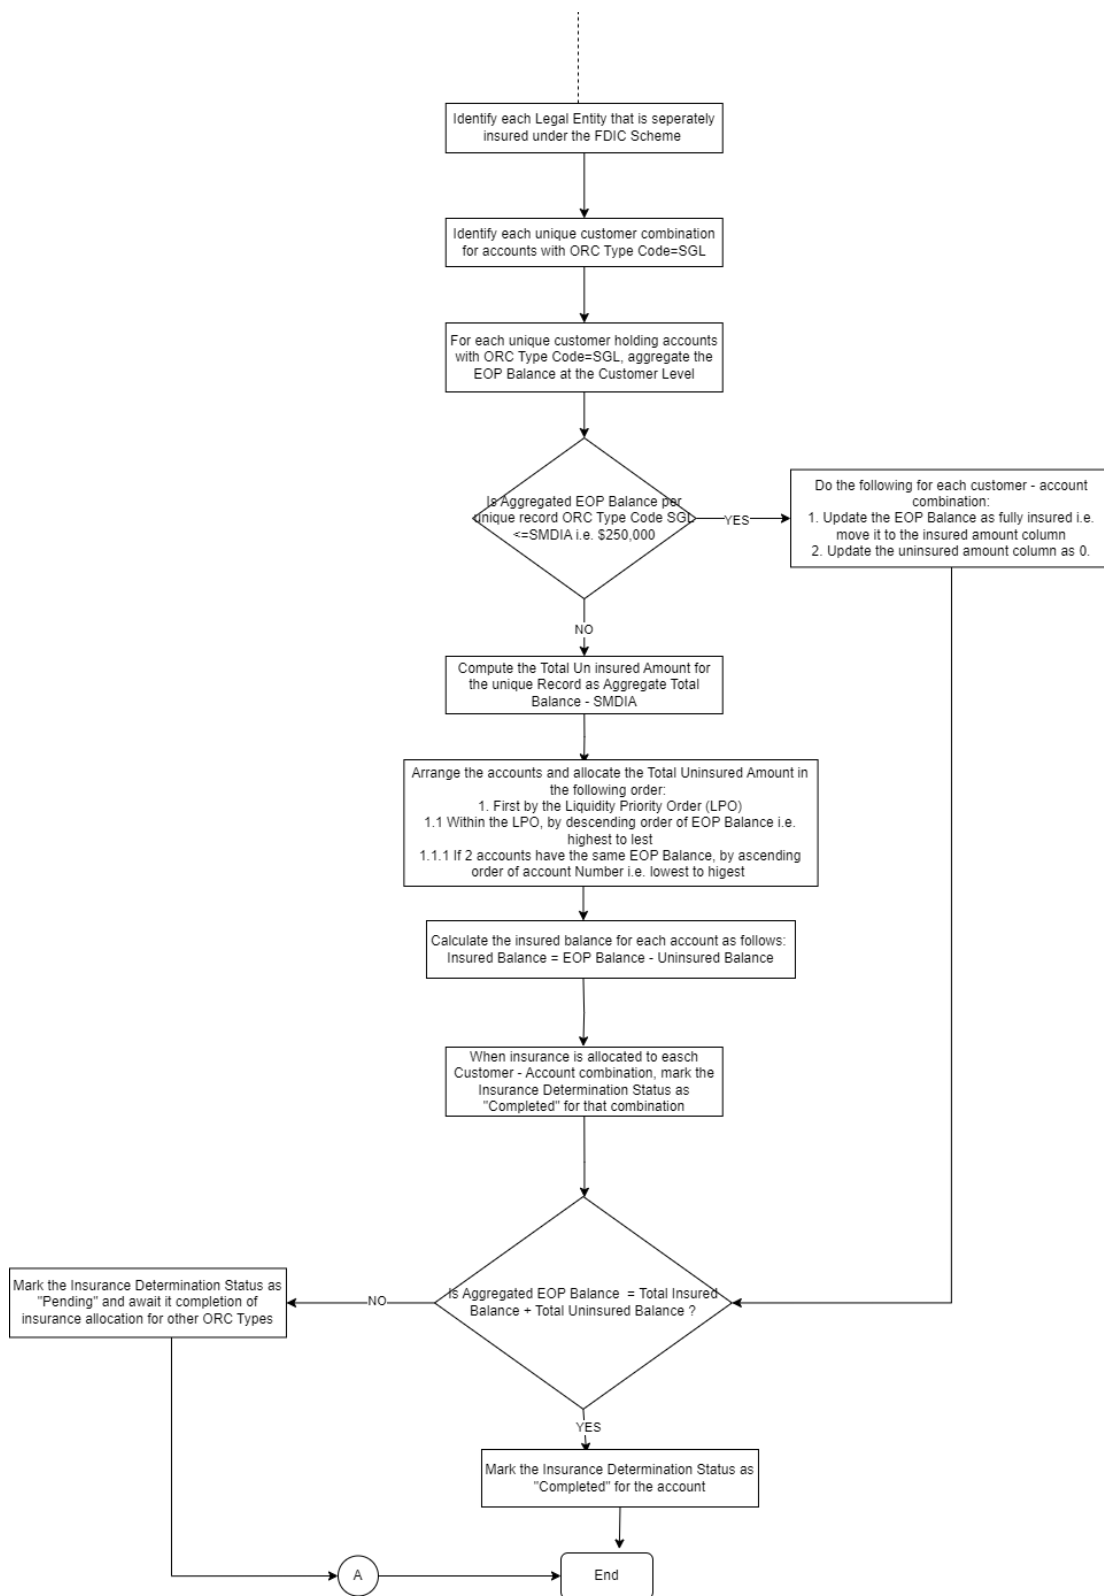 Identify each Legal Entity that is seperately
insured under the FDIC Scheme
Identify each unique customer combination
for accounts with ORC Type Code=SGL
For each unique customer holding accounts
with ORC Type Code=SGL, aggregate the
EOP Balance at the Customer Level
Is Aggregated EOP Balance per
unique record ORC Type Code SGL
<=SMDIA i.e. $250,000
YES
Do the following for each customer - account
combination:
1. Update the EOP Balance as fully insured i.e.
move it to the insured amount column
2. Update the uninsured amount column as 0.
NO
Compute the Total Un insured Amount for
the unique Record as Aggregate Total
Balance - SMDIA
Arrange the accounts and allocate the Total Uninsured Amount in
the following order:
1. First by the Liquidity Priority Order (LPO)
1.1 Within the LPO, by descending order of EOP Balance i.e.
highest to lest
1.1.1 If 2 accounts have the same EOP Balance, by ascending
order of account Number i.e. lowest to higest
Calculate the insured balance for each account as follows:
Insured Balance = EOP Balance - Uninsured Balance
When insurance is allocated to easch
Customer - Account combination, mark the
Insurance Determination Status as
"Completed" for that combination
Is Aggregated EOP Balance = Total Insured
Balance + Total Uninsured Balance ?
NO
Mark the Insurance Determination Status as
"Pending" and await it completion of
insurance allocation for other ORC Types
YES
Mark the Insurance Determination Status as
"Completed" for the account
A
End